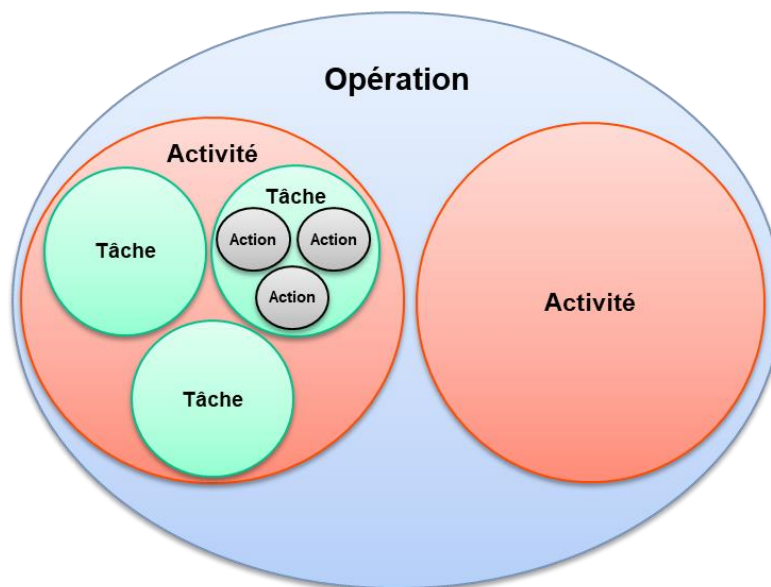 Opération
Activité
Tâche
Tâche
Action
Action
Action
Tâche
Activité